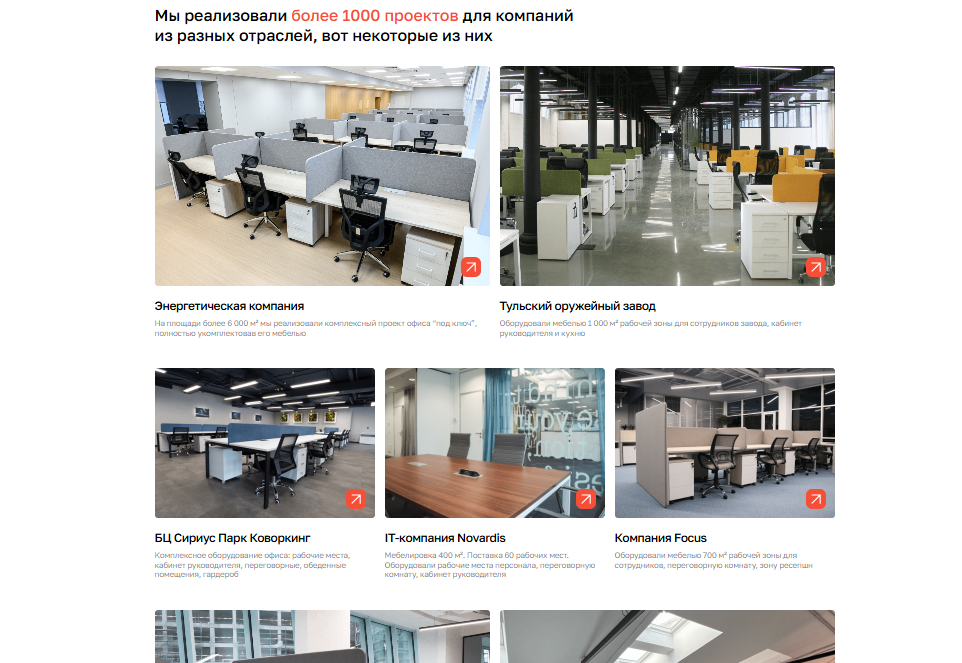 Мы реализовали более 1000 проектов для компаний
из разных отраслей, вот некоторые из них
Энергетическая компания
На площади более 6 000 м² мы реализовали комплексный проект офиса "под ключ",
полностью укомплектовав его мебелью
Тульский оружейный завод
Оборудовали мебелью 1 000 м² рабочей зоны для сотрудников завода, кабинет
руководителя и кухню
БЦ Сириус Парк Коворкинг
Комплексное оборудование офиса: рабочие места,
кабинет руководителя, переговорные, обеденные
помещения, гардероб
IT-компания Novardis
Мебелировка 400 м². Поставка 60 рабочих мест.
Оборудовали рабочие места персонала, переговорную
комнату, кабинет руководителя
Компания Focus
Оборудовали мебелью 700 м² рабочей зоны для
сотрудников, переговорную комнату, зону ресепшн